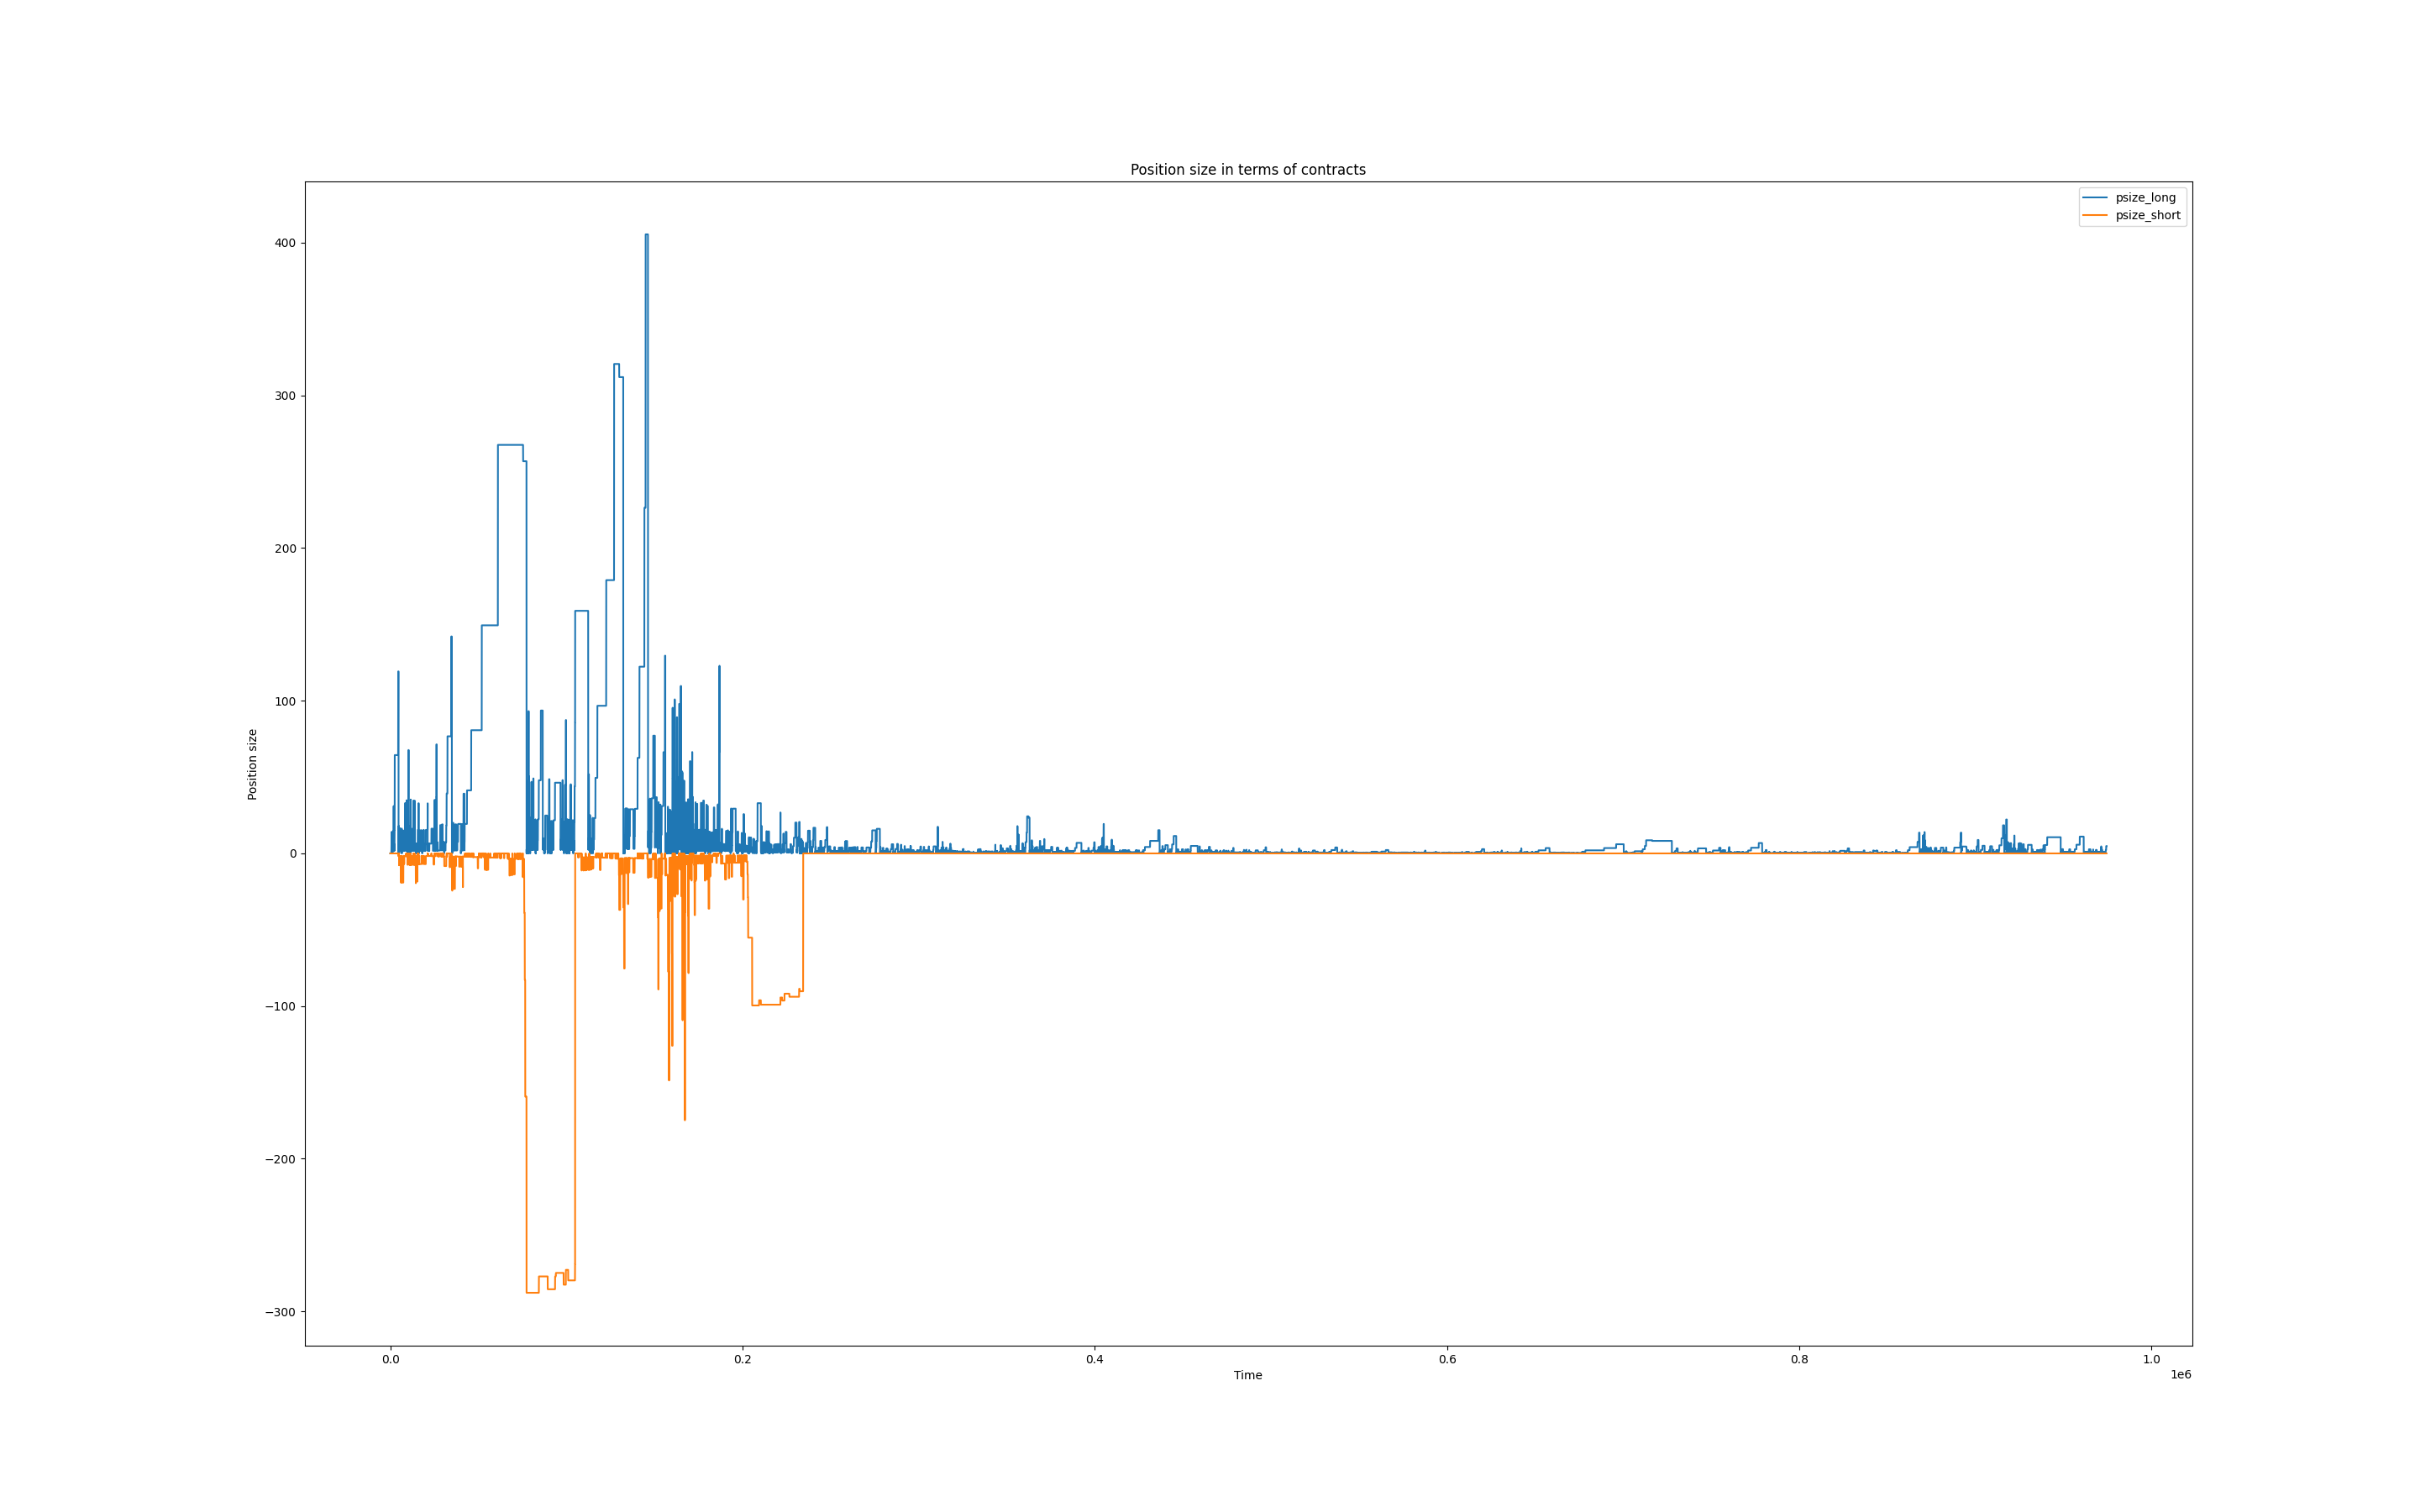 Position size in terms of contracts
psize_long
psize_short
400
300
200
100
0
−100
−200
−300
Position size
0.0
0.2
0.4
0.6
0.8
1.0
Time
1e6